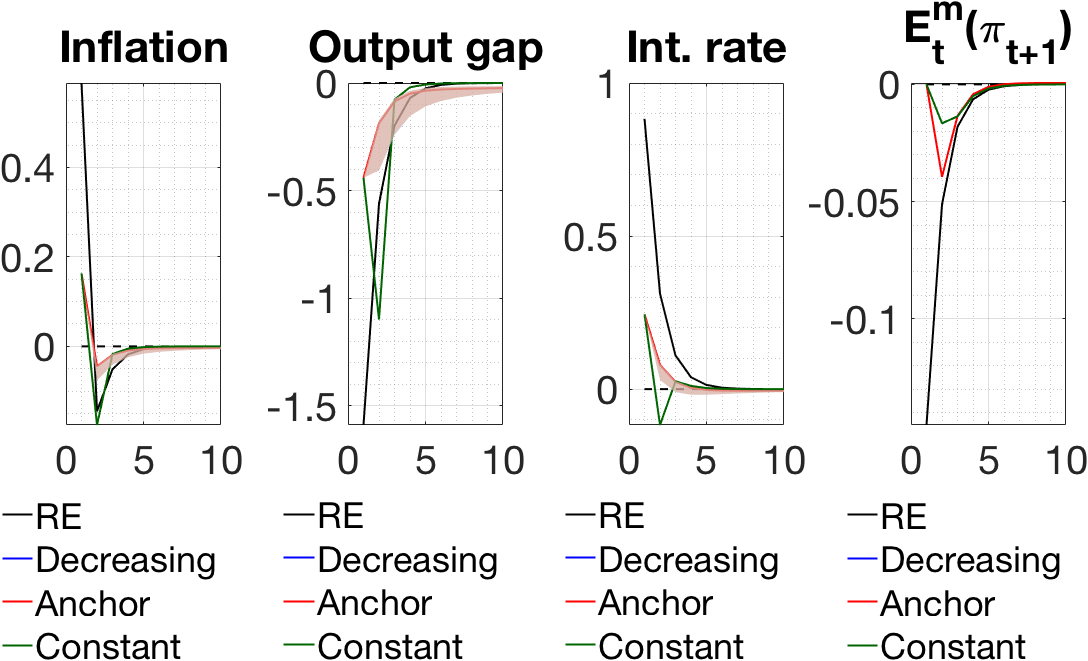 Inflation
0.4
0.2
0
0 5 10
RE
Decreasing
Anchor
Constant
Output gap
0
-0.5
-1
-1.5
0 5 10
RE
Decreasing
Anchor
Constant
Int. rate
1
0.5
0
0 5 10
RE
Decreasing
Anchor
Constant
E_t^m(π_{t+1})
0
-0.05
-0.1
0 5 10
RE
Decreasing
Anchor
Constant